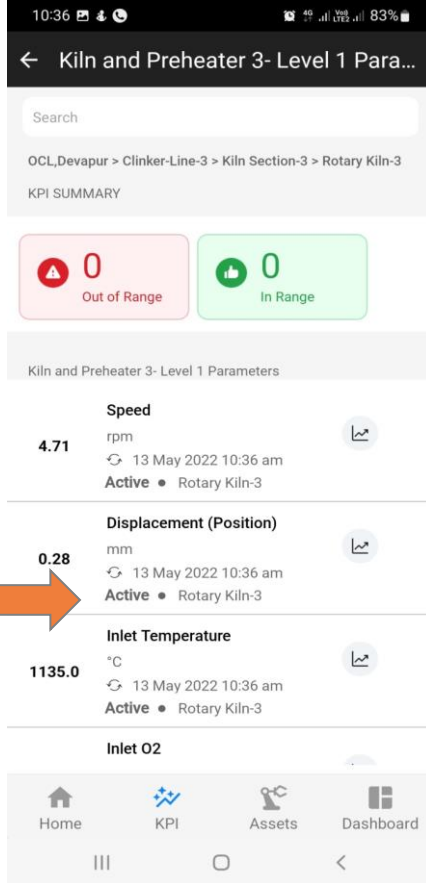 10:36 4G Vo)) LTE2 83%
Kiln and Preheater 3- Level 1 Para...
Search
OCL,Devapur > Clinker-Line-3 > Kiln Section-3 > Rotary Kiln-3
KPI SUMMARY
0
Out of Range
0
In Range
Kiln and Preheater 3- Level 1 Parameters
Speed
4.71
rpm
13 May 2022 10:36 am
Active ● Rotary Kiln-3
Displacement (Position)
0.28
mm
13 May 2022 10:36 am
Active ● Rotary Kiln-3
Inlet Temperature
1135.0
°C
13 May 2022 10:36 am
Active ● Rotary Kiln-3
Inlet O2
Home KPI Assets Dashboard